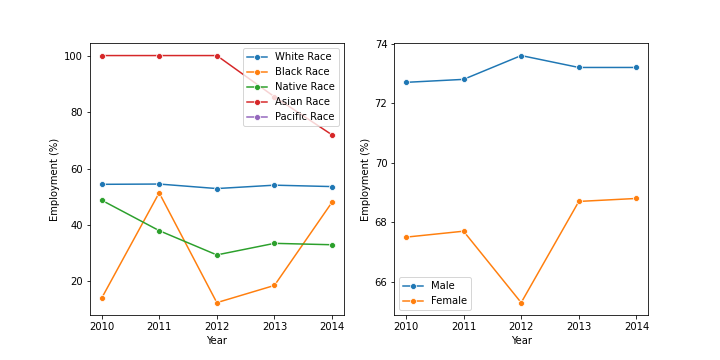 Employment (%)
100
80
60
40
20
White Race
Black Race
Native Race
Asian Race
Pacific Race
2010 2011 2012 2013 2014
Year
Employment (%)
74
72
70
68
66
Male
Female
2010 2011 2012 2013 2014
Year